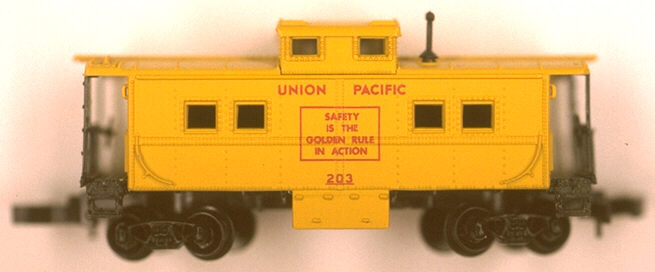 UNION PACIFIC
SAFETY
IS THE
GOLDEN RULE
IN ACTION
203